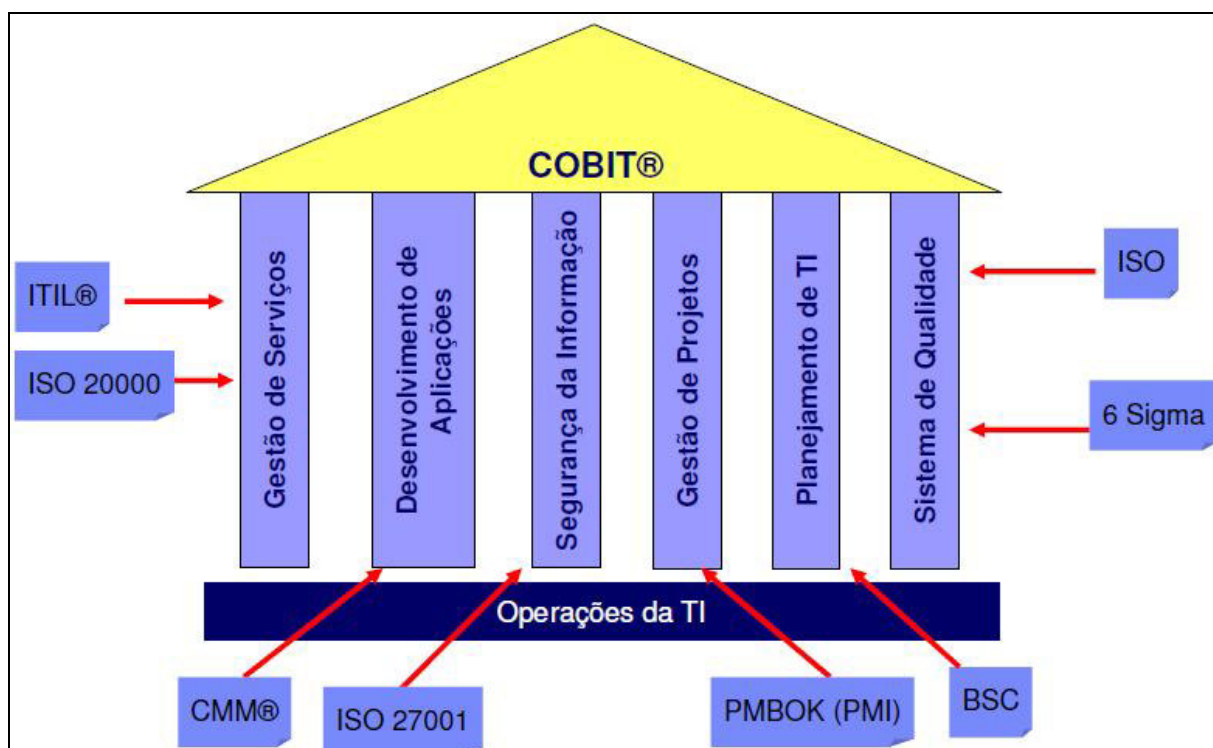 COBIT®
Gestão de Serviços
Desenvolvimento de
Aplicações
Segurança da Informação
Gestão de Projetos
Planejamento de TI
Sistema de Qualidade
ITIL®
ISO 20000
ISO
6 Sigma
Operações da TI
CMM®
ISO 27001
PMBOK (PMI)
BSC